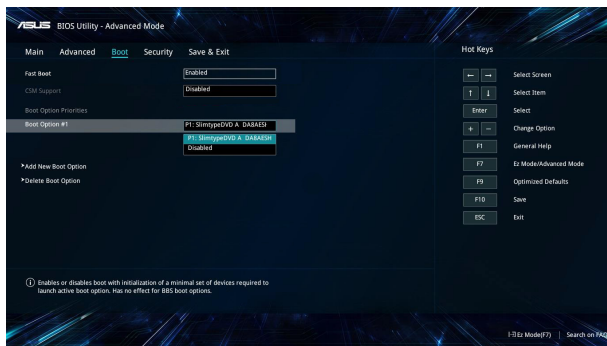 ASUS BIOS Utility - Advanced Mode
Main Advanced Boot Security Save & Exit
Hot Keys
Fast Boot Enabled
CSM Support Disabled
Boot Option Priorities
Boot Option #1 P1: SlimtypeDVD A DA8AESH
P1: SlimtypeDVD A DA8AESH
Disabled
>Add New Boot Option
>Delete Boot Option
← → Select Screen
↑ ↓ Select Item
Enter Select
+ − Change Option
F1 General Help
F7 Ez Mode/Advanced Mode
F9 Optimized Defaults
F10 Save
ESC Exit
Enables or disables boot with initialization of a minimal set of devices required to
launch active boot option. Has no effect for BBS boot options.
Ez Mode(F7) | Search on FAQ